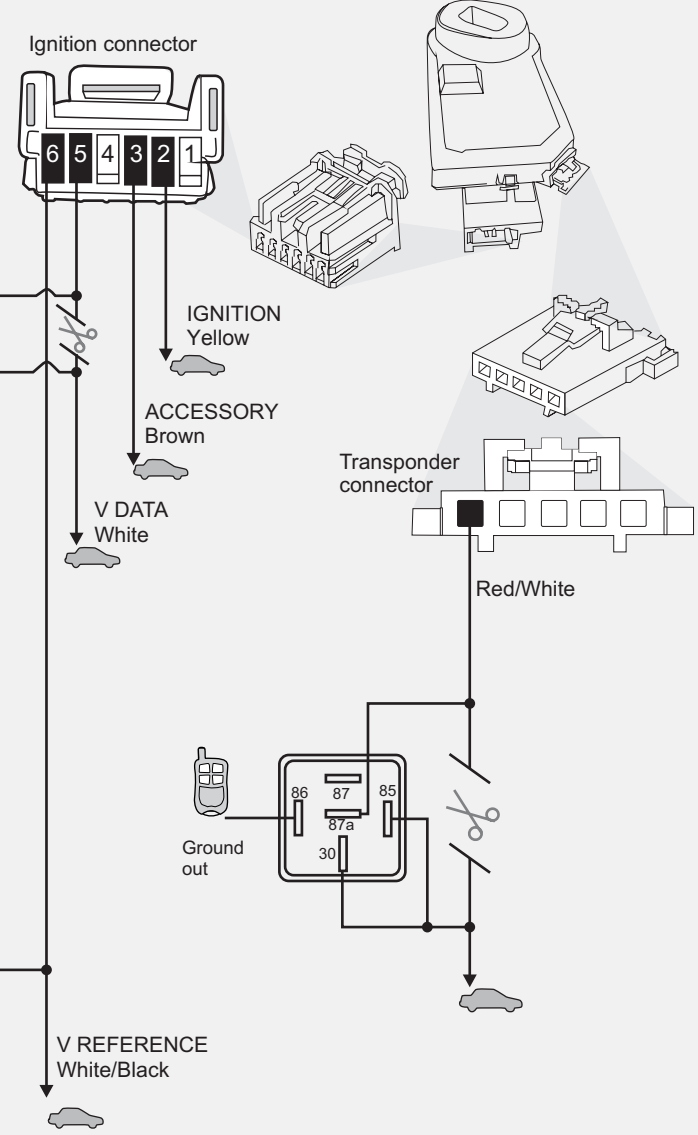 Ignition connector
6 5 4 3 2 1
IGNITION
Yellow
ACCESSORY
Brown
Transponder
connector
V DATA
White
Red/White
86 87 85
87a
30
Ground
out
V REFERENCE
White/Black